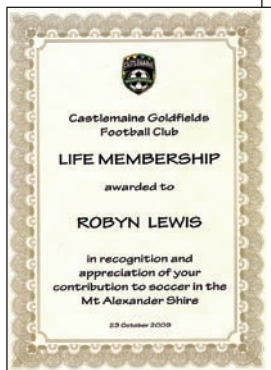 CASTLEMAINE
Castlemaine Goldfields
Football Club
LIFE MEMBERSHIP
awarded to
ROBYN LEWIS
in recognition and
appreciation of your
contribution to soccer in the
Mt Alexander Shire
23 October 2009